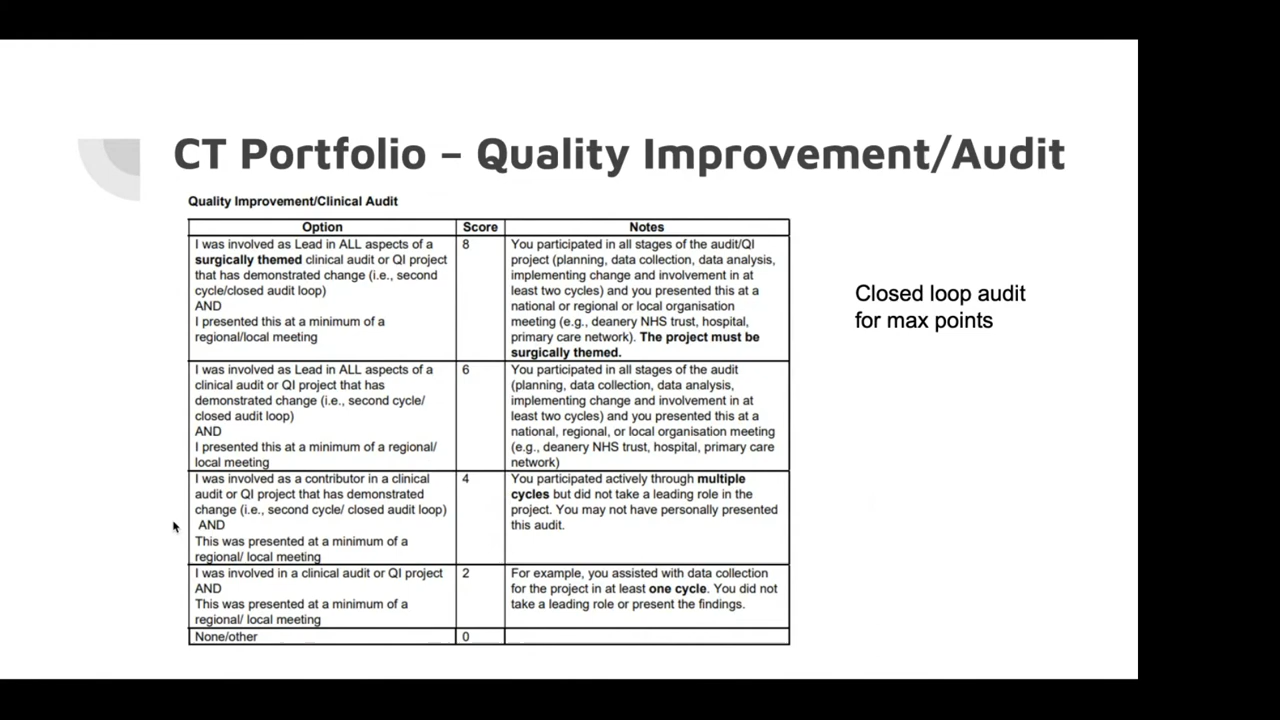 CT Portfolio – Quality Improvement/Audit
Quality Improvement/Clinical Audit
Option Score Notes
I was involved as Lead in ALL aspects of a
surgically themed clinical audit or QI project
that has demonstrated change (i.e., second
cycle/closed audit loop)
AND
I presented this at a minimum of a
regional/local meeting
8
You participated in all stages of the audit/QI
project (planning, data collection, data analysis,
implementing change and involvement in at
least two cycles) and you presented this at a
national or regional or local organisation
meeting (e.g., deanery NHS trust, hospital,
primary care network). The project must be
surgically themed.
I was involved as Lead in ALL aspects of a
clinical audit or QI project that has
demonstrated change (i.e., second cycle/
closed audit loop)
AND
I presented this at a minimum of a regional/
local meeting
6
You participated in all stages of the audit
(planning, data collection, data analysis,
implementing change and involvement in at
least two cycles) and you presented this at a
national, regional, or local organisation meeting
(e.g., deanery NHS trust, hospital, primary care
network)
I was involved as a contributor in a clinical
audit or QI project that has demonstrated
change (i.e., second cycle/ closed audit loop)
AND
This was presented at a minimum of a
regional/ local meeting
4
You participated actively through multiple
cycles but did not take a leading role in the
project. You may not have personally presented
this audit.
I was involved in a clinical audit or QI project
AND
This was presented at a minimum of a
regional/ local meeting
2
For example, you assisted with data collection
for the project in at least one cycle. You did not
take a leading role or present the findings.
None/other 0
Closed loop audit
for max points